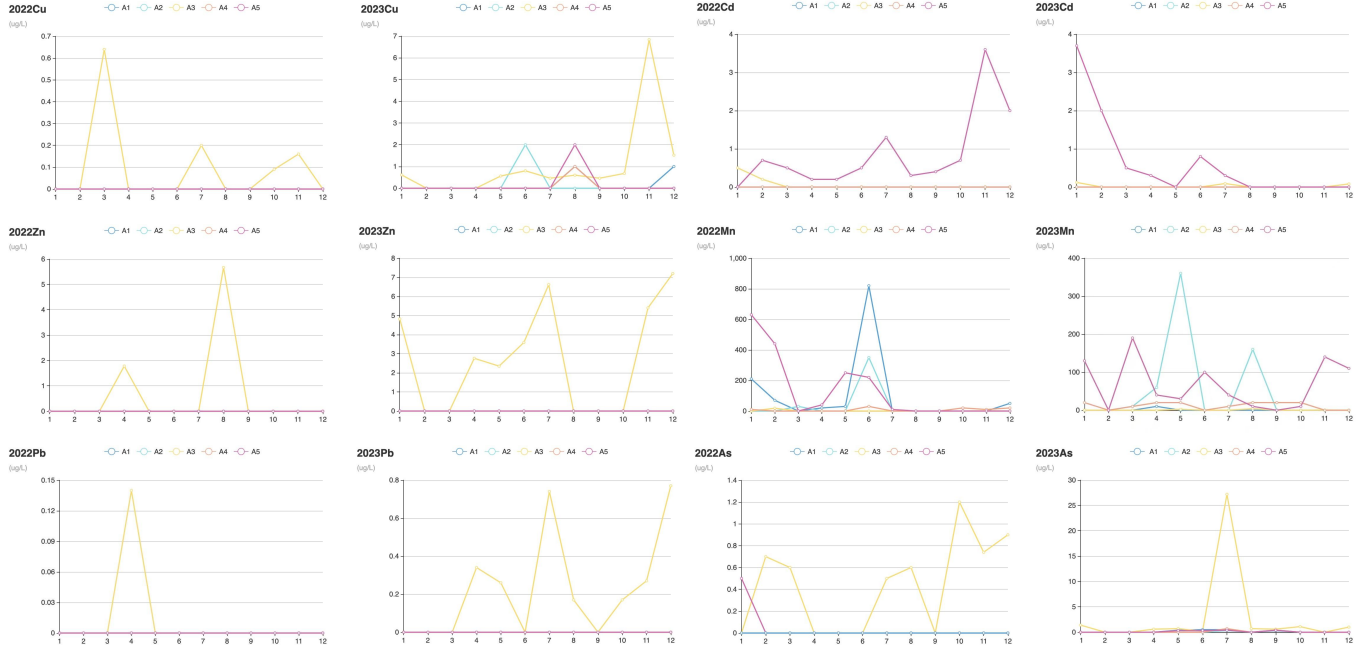 2022Cu A1 A2 A3 A4 A5
(ug/L)
0.7
0.6
0.5
0.4
0.3
0.2
0.1
0
1 2 3 4 5 6 7 8 9 10 11 12
2023Cu A1 A2 A3 A4 A5
(ug/L)
7
6
5
4
3
2
1
0
1 2 3 4 5 6 7 8 9 10 11 12
2022Cd A1 A2 A3 A4 A5
(ug/L)
4
3
2
1
0
1 2 3 4 5 6 7 8 9 10 11 12
2023Cd A1 A2 A3 A4 A5
(ug/L)
4
3
2
1
0
1 2 3 4 5 6 7 8 9 10 11 12
2022Zn A1 A2 A3 A4 A5
(ug/L)
6
5
4
3
2
1
0
1 2 3 4 5 6 7 8 9 10 11 12
2023Zn A1 A2 A3 A4 A5
(ug/L)
8
7
6
5
4
3
2
1
0
1 2 3 4 5 6 7 8 9 10 11 12
2022Mn A1 A2 A3 A4 A5
(ug/L)
1,000
800
600
400
200
0
1 2 3 4 5 6 7 8 9 10 11 12
2023Mn A1 A2 A3 A4 A5
(ug/L)
400
300
200
100
0
1 2 3 4 5 6 7 8 9 10 11 12
2022Pb A1 A2 A3 A4 A5
(ug/L)
0.15
0.12
0.09
0.06
0.03
0
1 2 3 4 5 6 7 8 9 10 11 12
2023Pb A1 A2 A3 A4 A5
(ug/L)
0.8
0.6
0.4
0.2
0
1 2 3 4 5 6 7 8 9 10 11 12
2022As A1 A2 A3 A4 A5
(ug/L)
1.4
1.2
1
0.8
0.6
0.4
0.2
0
1 2 3 4 5 6 7 8 9 10 11 12
2023As A1 A2 A3 A4 A5
(ug/L)
30
25
20
15
10
5
0
1 2 3 4 5 6 7 8 9 10 11 12